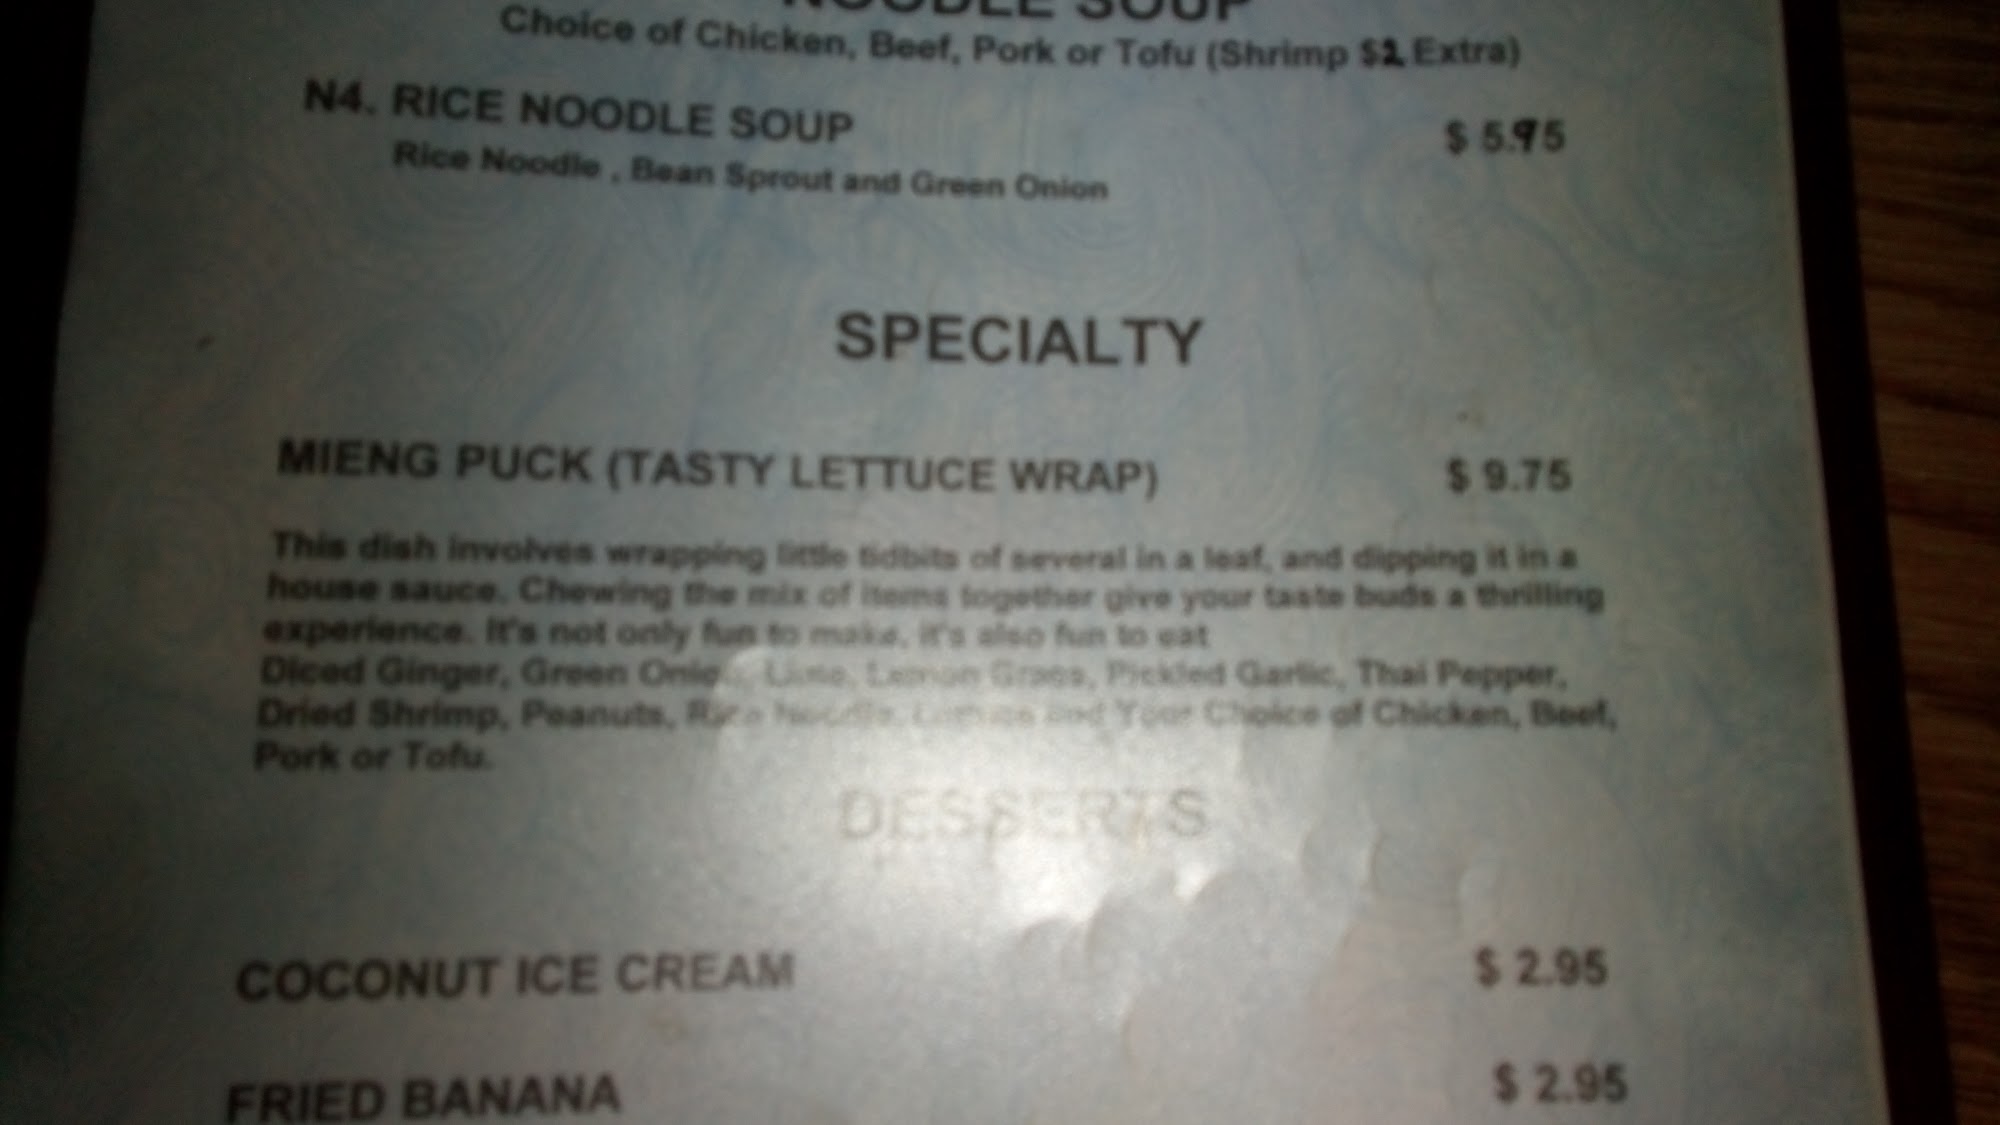 NOODLE SOUP
Choice of Chicken, Beef, Pork or Tofu (Shrimp $2 Extra)
N4. RICE NOODLE SOUP $ 5.95
Rice Noodle , Bean Sprout and Green Onion
SPECIALTY
MIENG PUCK (TASTY LETTUCE WRAP) $ 9.75
This dish involves wrapping little tidbits of several in a leaf, and dipping it in a
house sauce. Chewing the mix of items together give your taste buds a thrilling
experience. It's not only fun to make, it's also fun to eat
Diced Ginger, Green Onion, Lime, Lemon Grass, Pickled Garlic, Thai Pepper,
Dried Shrimp, Peanuts, Rice Noodle, Lettuce and Your Choice of Chicken, Beef,
Pork or Tofu.
DESSERTS
COCONUT ICE CREAM $ 2.95
FRIED BANANA $ 2.95